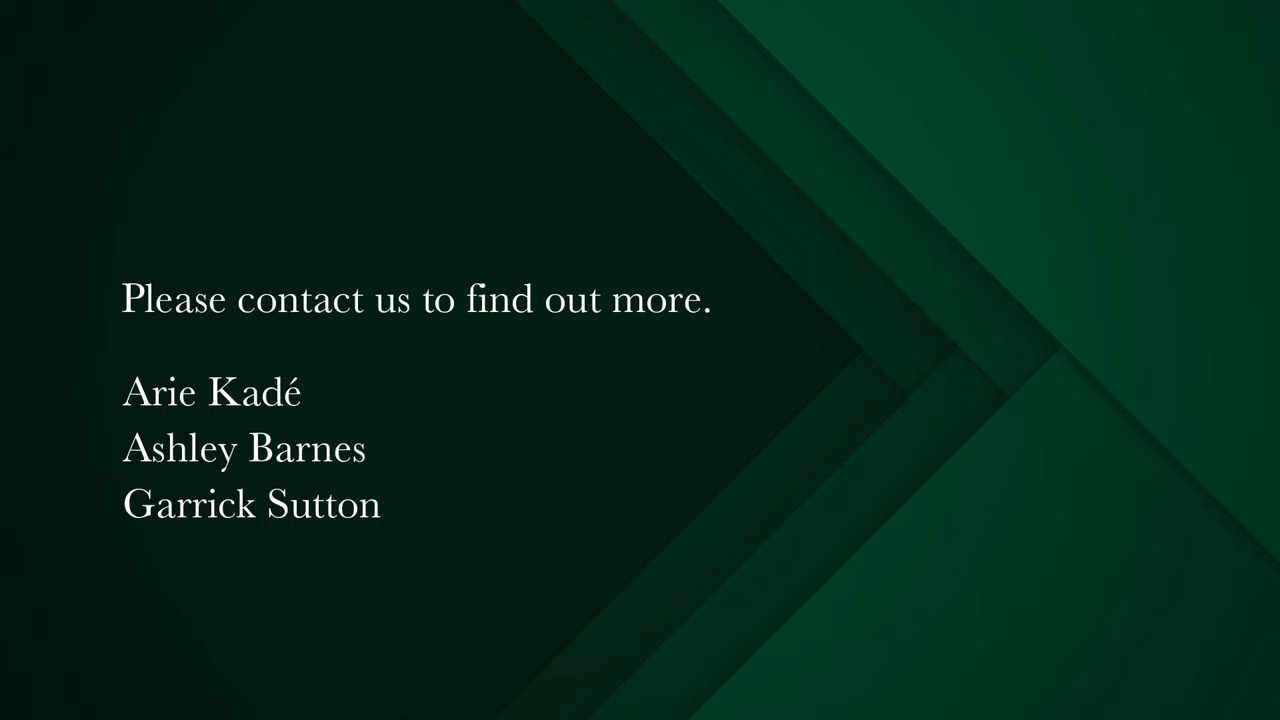 Please contact us to find out more.
Arie Kadé
Ashley Barnes
Garrick Sutton